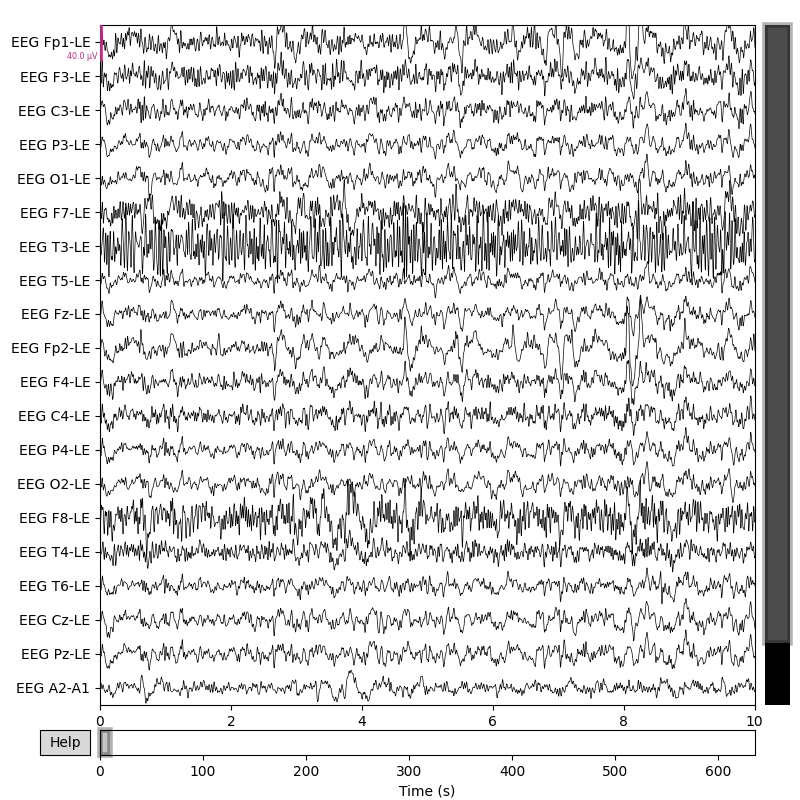 EEG Fp1-LE
40.0 µV
EEG F3-LE
EEG C3-LE
EEG P3-LE
EEG O1-LE
EEG F7-LE
EEG T3-LE
EEG T5-LE
EEG Fz-LE
EEG Fp2-LE
EEG F4-LE
EEG C4-LE
EEG P4-LE
EEG O2-LE
EEG F8-LE
EEG T4-LE
EEG T6-LE
EEG Cz-LE
EEG Pz-LE
EEG A2-A1
0 2 4 6 8 10
Help
0 100 200 300 400 500 600
Time (s)